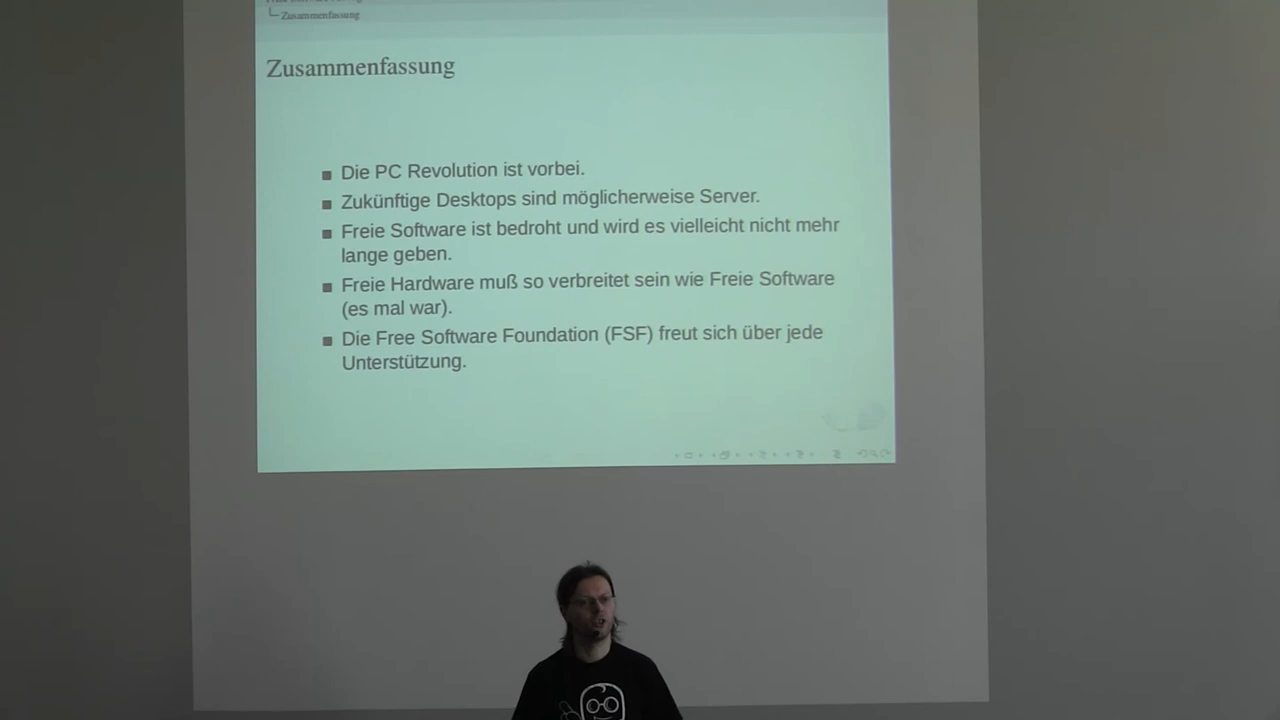 Zusammenfassung
Zusammenfassung
Die PC Revolution ist vorbei.
Zukünftige Desktops sind möglicherweise Server.
Freie Software ist bedroht und wird es vielleicht nicht mehr
lange geben.
Freie Hardware muß so verbreitet sein wie Freie Software
(es mal war).
Die Free Software Foundation (FSF) freut sich über jede
Unterstützung.